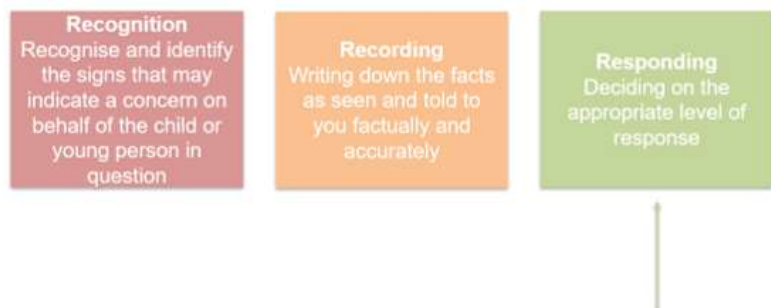 Recognition
Recognise and identify
the signs that may
indicate a concern on
behalf of the child or
young person in
question
Recording
Writing down the facts
as seen and told to
you factually and
accurately
Responding
Deciding on the
appropriate level of
response